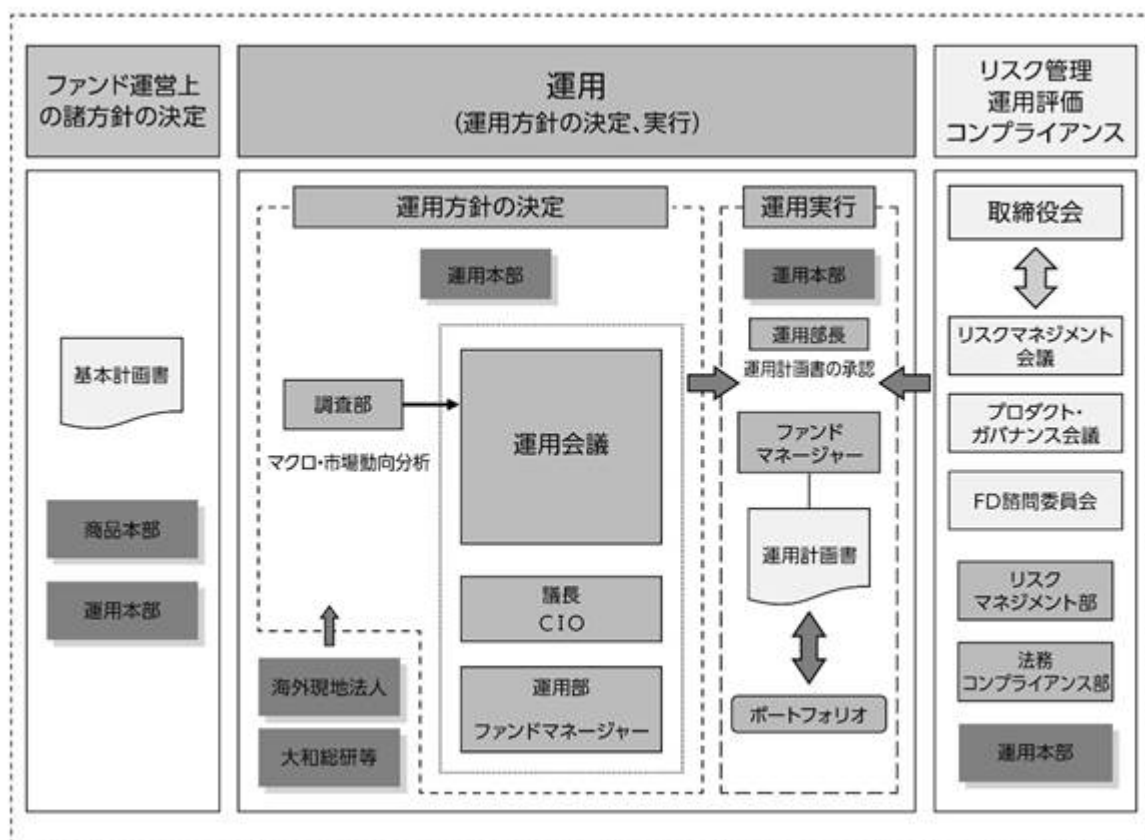 ファンド運営上
の諸方針の決定
基本計画書
商品本部
運用本部
運用
(運用方針の決定、実行)
運用方針の決定
運用本部
調査部
マクロ・市場動向分析
運用会議
議長
CIO
運用部
ファンドマネージャー
海外現地法人
大和総研等
運用実行
運用本部
運用部長
運用計画書の承認
ファンド
マネージャー
運用計画書
ポートフォリオ
リスク管理
運用評価
コンプライアンス
取締役会
リスクマネジメント
会議
プロダクト・
ガバナンス会議
FD諮問委員会
リスク
マネジメント部
法務
コンプライアンス部
運用本部